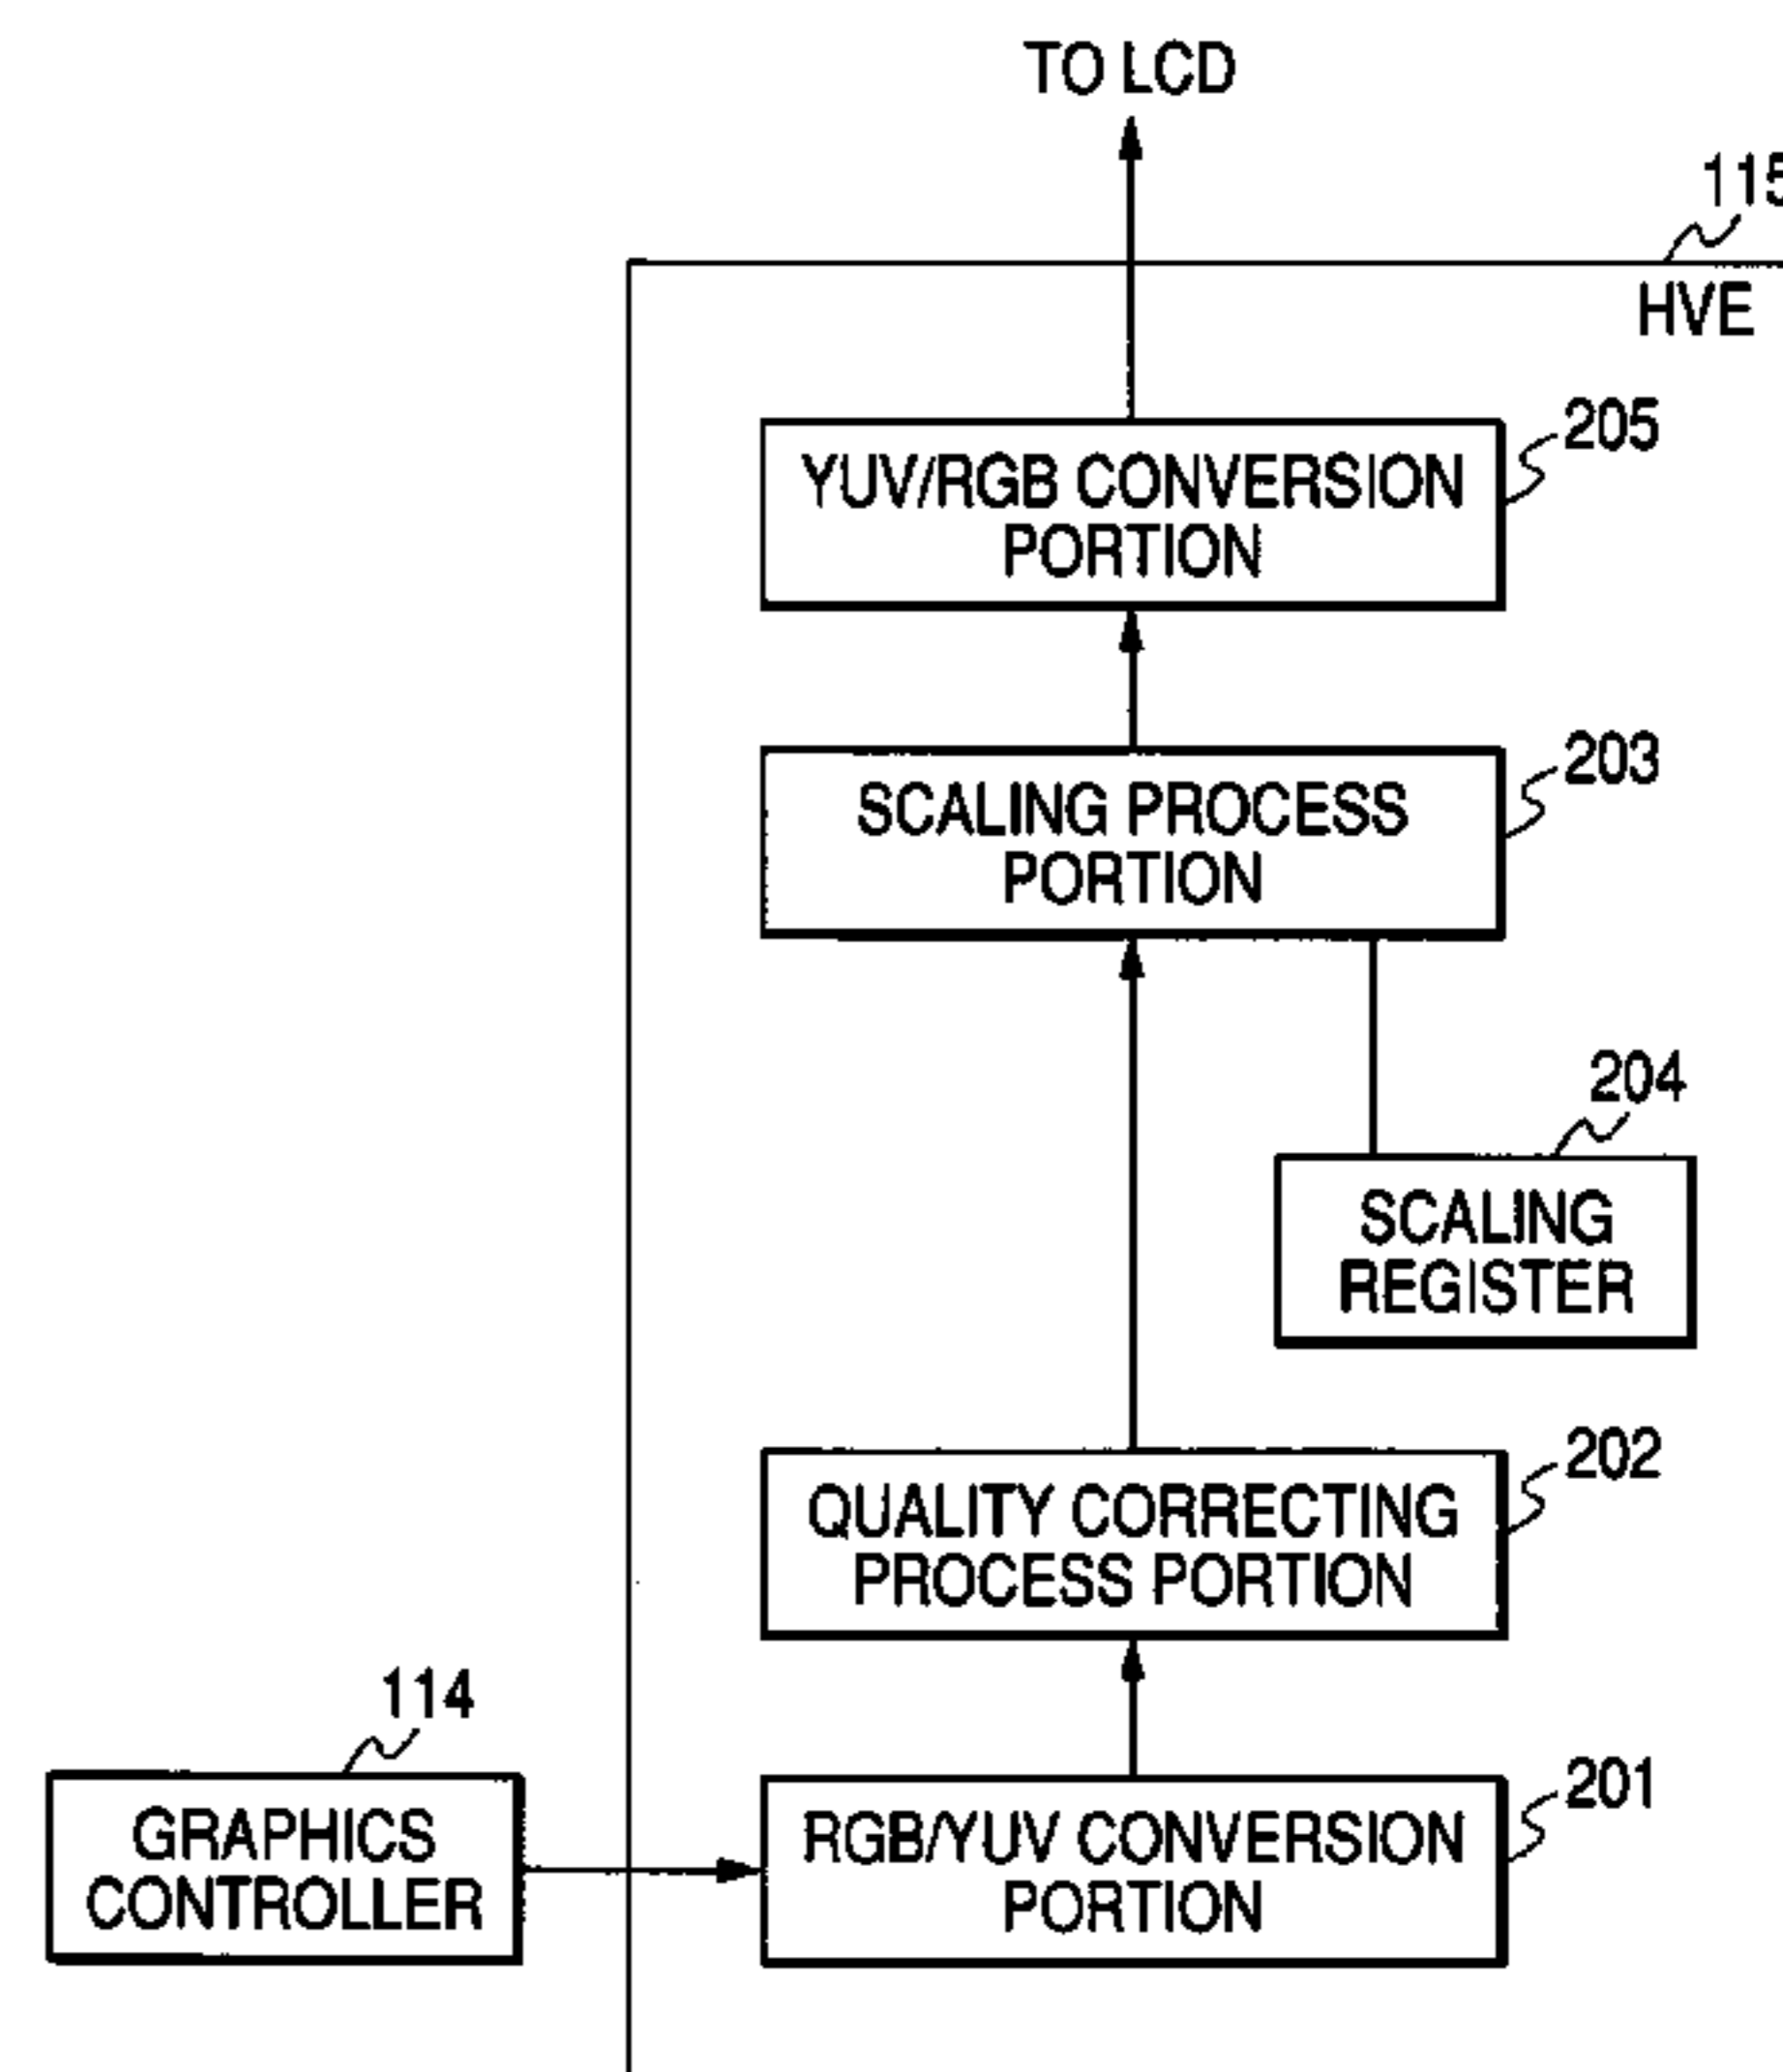 TO LCD
115
HVE
205
YUV/RGB CONVERSION
PORTION
203
SCALING PROCESS
PORTION
204
SCALING
REGISTER
202
QUALITY CORRECTING
PROCESS PORTION
114
GRAPHICS
CONTROLLER
201
RGB/YUV CONVERSION
PORTION